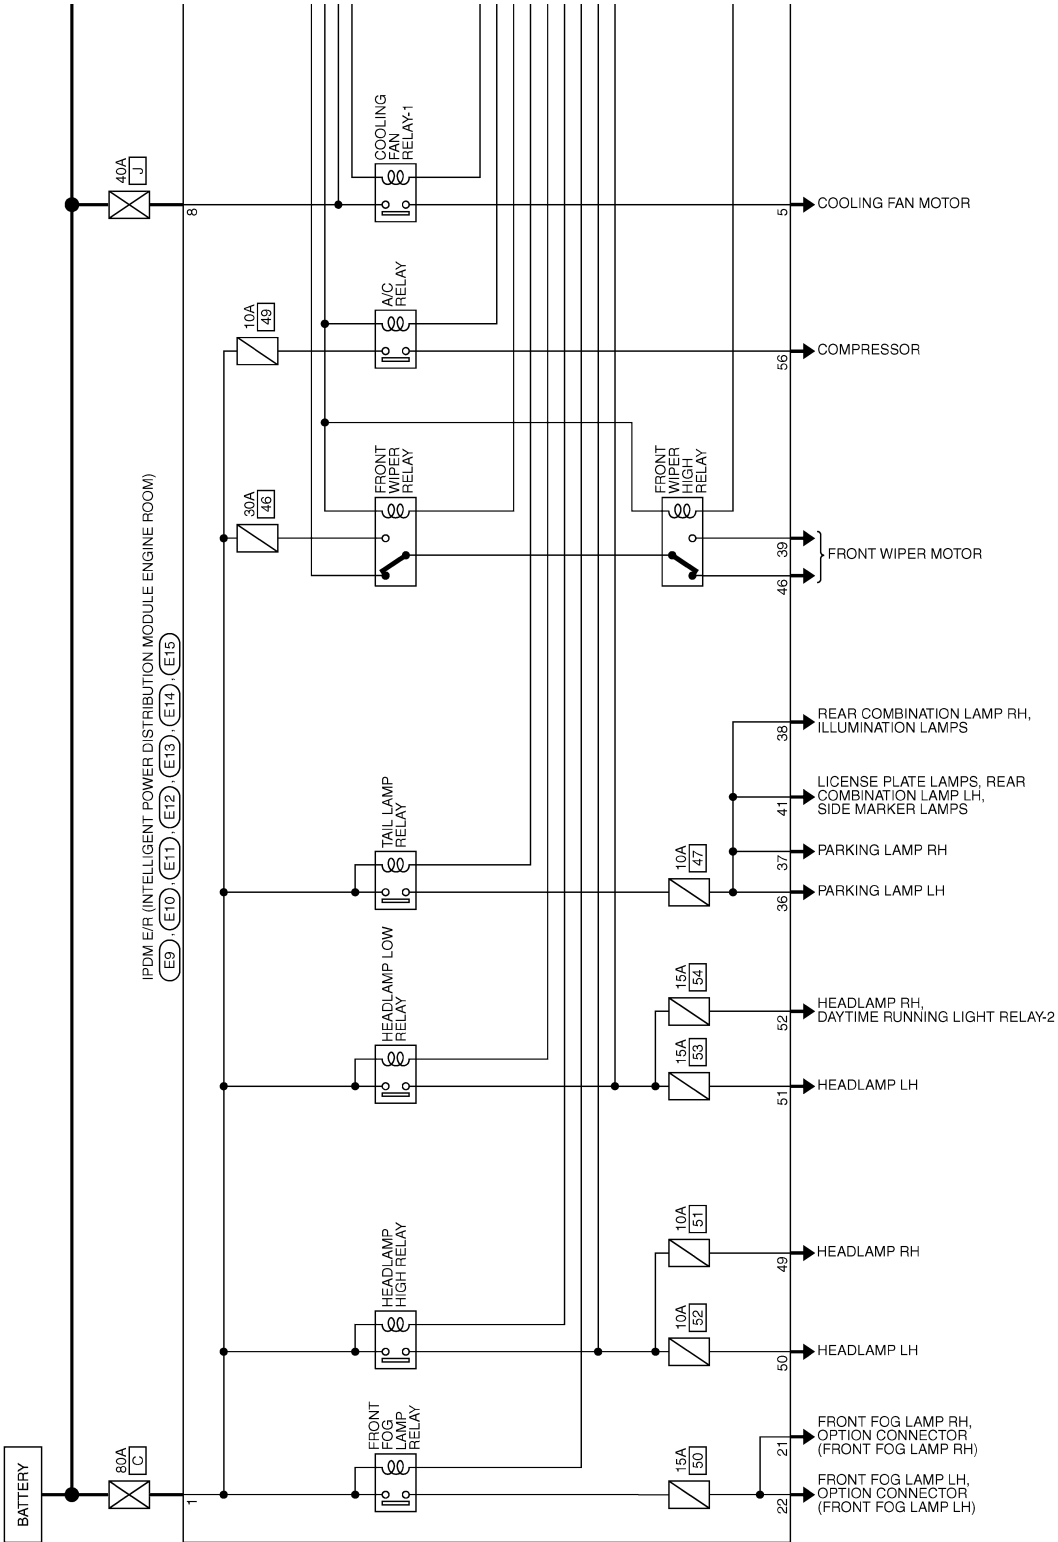 COOLING
FAN
RELAY-1
40A
J
8
5
COOLING FAN MOTOR
A/C
RELAY
10A
49
56
COMPRESSOR
FRONT
WIPER
RELAY
FRONT
WIPER
HIGH
RELAY
30A
46
39
46
FRONT WIPER MOTOR
IPDM E/R (INTELLIGENT POWER DISTRIBUTION MODULE ENGINE ROOM)
E9 , E10 , E11 , E12 , E13 , E14 , E15
38
REAR COMBINATION LAMP RH,
ILLUMINATION LAMPS
TAIL LAMP
RELAY
41
LICENSE PLATE LAMPS, REAR
COMBINATION LAMP LH,
SIDE MARKER LAMPS
10A
47
37
PARKING LAMP RH
36
PARKING LAMP LH
HEADLAMP LOW
RELAY
15A
54
52
HEADLAMP RH,
DAYTIME RUNNING LIGHT RELAY-2
15A
53
51
HEADLAMP LH
HEADLAMP
HIGH RELAY
10A
51
49
HEADLAMP RH
10A
52
50
HEADLAMP LH
FRONT
FOG
LAMP
RELAY
21
FRONT FOG LAMP RH,
OPTION CONNECTOR
(FRONT FOG LAMP RH)
BATTERY
80A
C
1
15A
50
22
FRONT FOG LAMP LH,
OPTION CONNECTOR
(FRONT FOG LAMP LH)